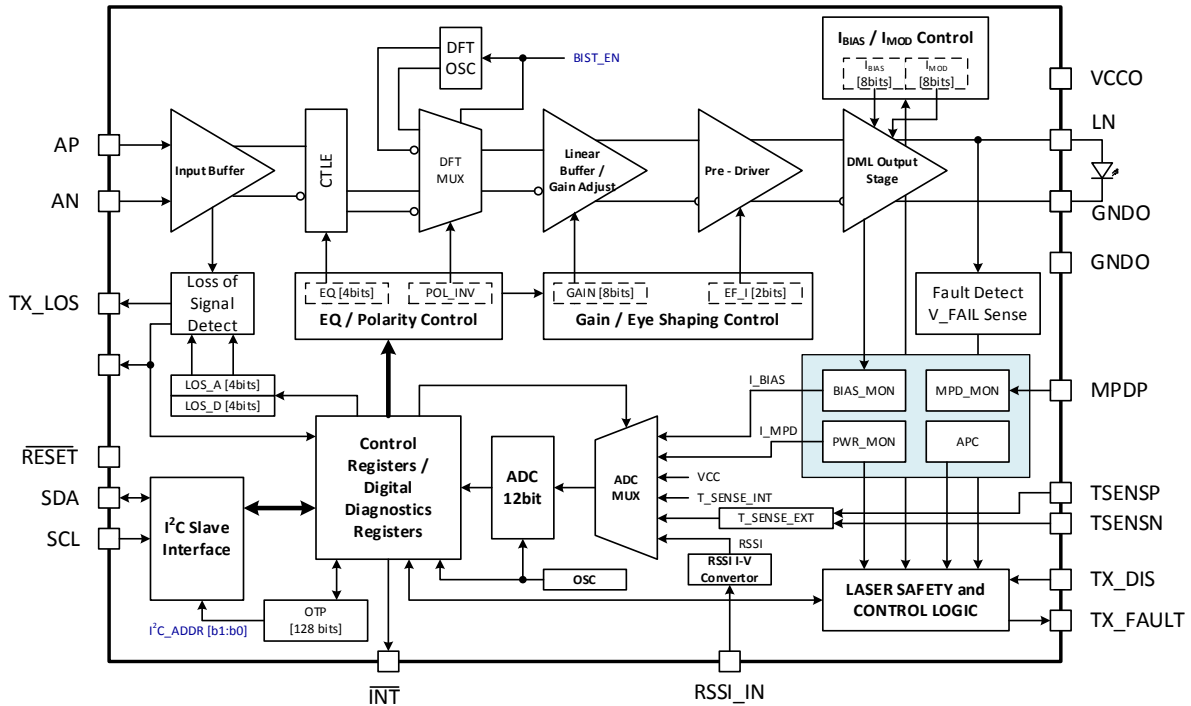 I_BIAS / I_MOD Control
I_BIAS
[8bits]
I_MOD
[8bits]
DFT
OSC
BIST_EN
VCCO
LN
AP
AN
Input Buffer
CTLE
DFT
MUX
Linear
Buffer /
Gain Adjust
Pre - Driver
DML Output
Stage
GNDO
GNDO
TX_LOS
Loss of
Signal
Detect
EQ [4bits]
POL_INV
EQ / Polarity Control
GAIN [8bits]
EF_I [2bits]
Gain / Eye Shaping Control
Fault Detect
V_FAIL Sense
LOS_A [4bits]
LOS_D [4bits]
I_BIAS
BIAS_MON
MPD_MON
MPDP
I_MPD
PWR_MON
APC
RESET
SDA
SCL
I²C Slave
Interface
Control
Registers /
Digital
Diagnostics
Registers
ADC
12bit
ADC
MUX
VCC
T_SENSE_INT
T_SENSE_EXT
TSENSP
TSENSN
RSSI
RSSI I-V
Convertor
OSC
OTP
[128 bits]
I²C_ADDR [b1:b0]
LASER SAFETY and
CONTROL LOGIC
TX_DIS
TX_FAULT
INT
RSSI_IN